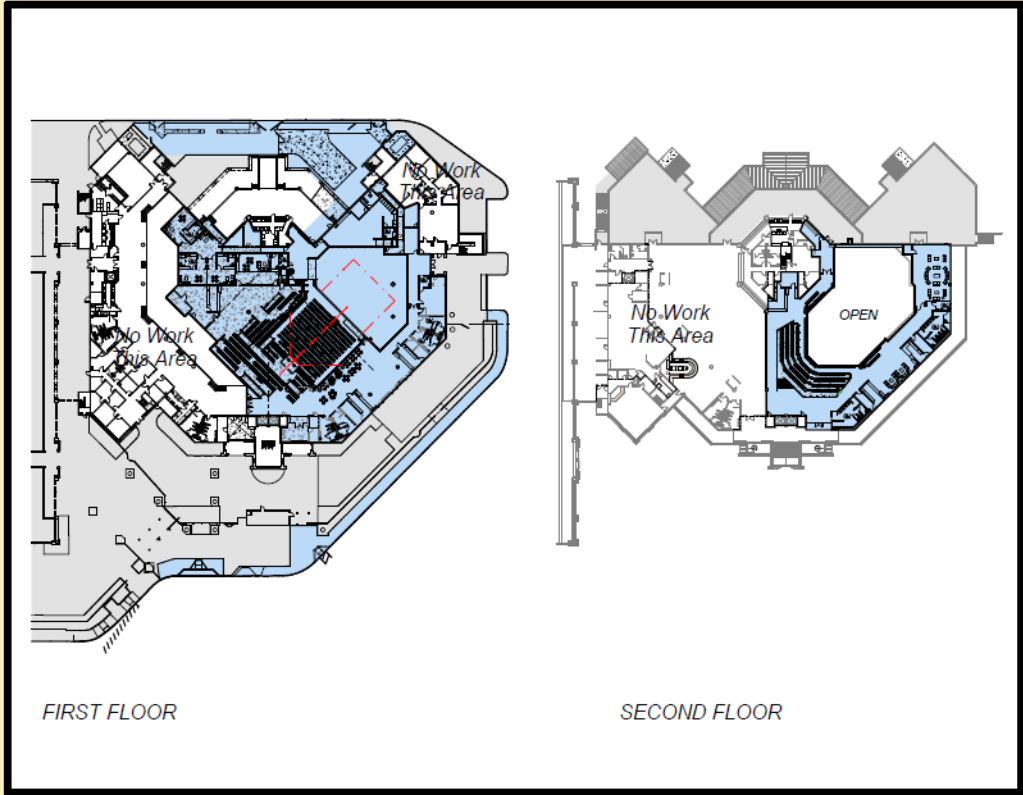 No Work
This Area
No Work
This Area
FIRST FLOOR
No Work
This Area
OPEN
SECOND FLOOR